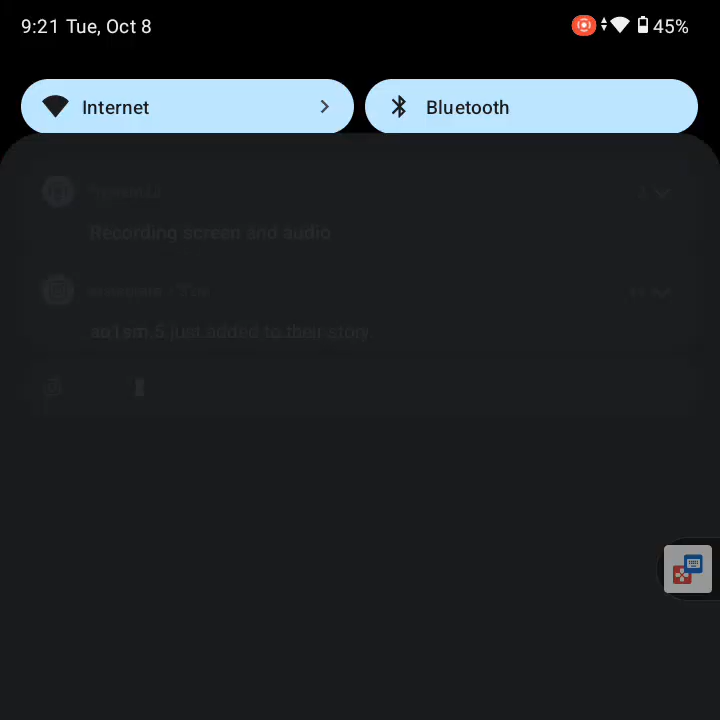 9:21 Tue, Oct 8
45%
Internet
Bluetooth
Recording screen and audio
just added to their story.